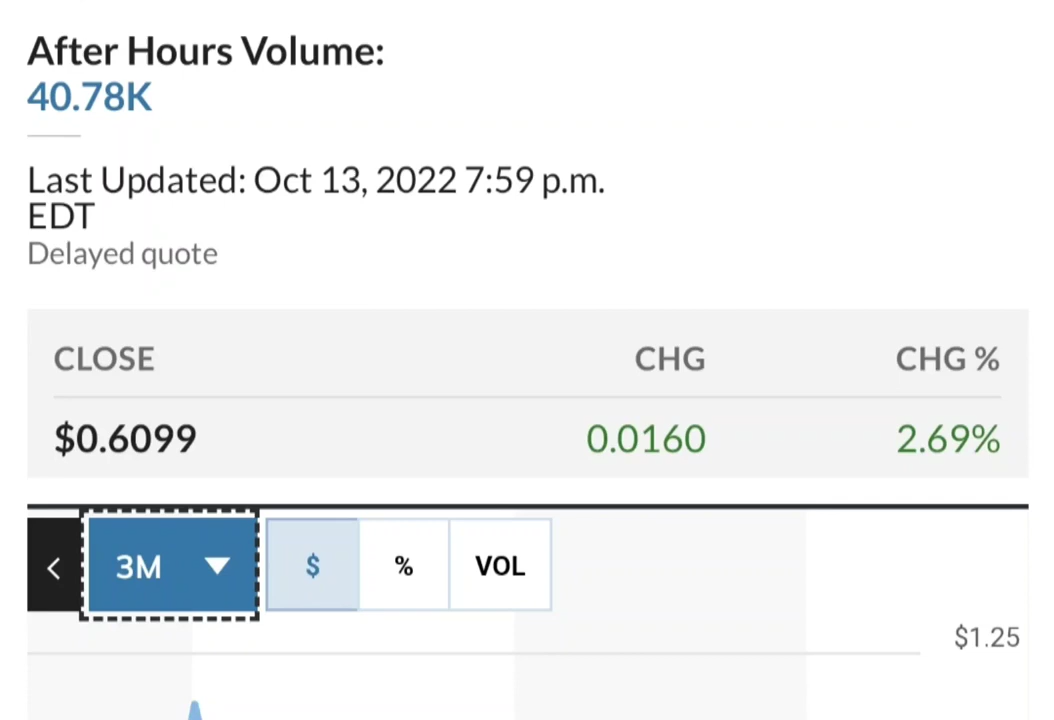 After Hours Volume:
40.78K
Last Updated: Oct 13, 2022 7:59 p.m.
EDT
Delayed quote
CLOSE CHG CHG %
$0.6099 0.0160 2.69%
3M $ % VOL
$1.25